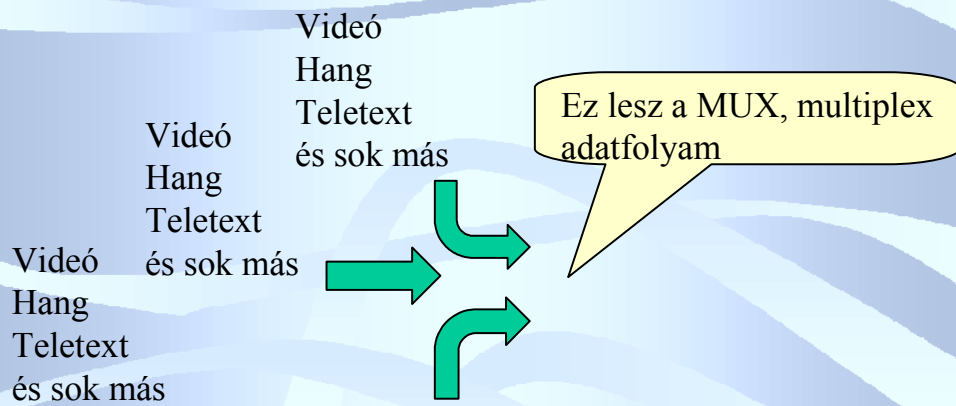 Videó
Hang
Teletext
és sok más
Videó
Hang
Teletext
és sok más
Videó
Hang
Teletext
és sok más
Ez lesz a MUX, multiplex
adatfolyam